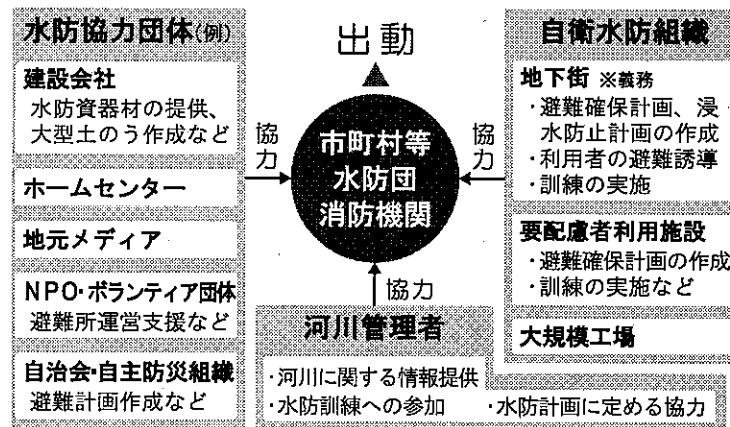 水防協力団体(例)
建設会社
水防資器材の提供、
大型土のう作成など
ホームセンター
地元メディア
NPO・ボランティア団体
避難所運営支援など
自治会・自主防災組織
避難計画作成など
出動
協力
市町村等
水防団
消防機関
協力
協力
河川管理者
・河川に関する情報提供
・水防訓練への参加 ・水防計画に定める協力
自衛水防組織
地下街 ※義務
・避難確保計画、浸
水防止計画の作成
・利用者の避難誘導
・訓練の実施
要配慮者利用施設
・避難確保計画の作成
・訓練の実施など
大規模工場